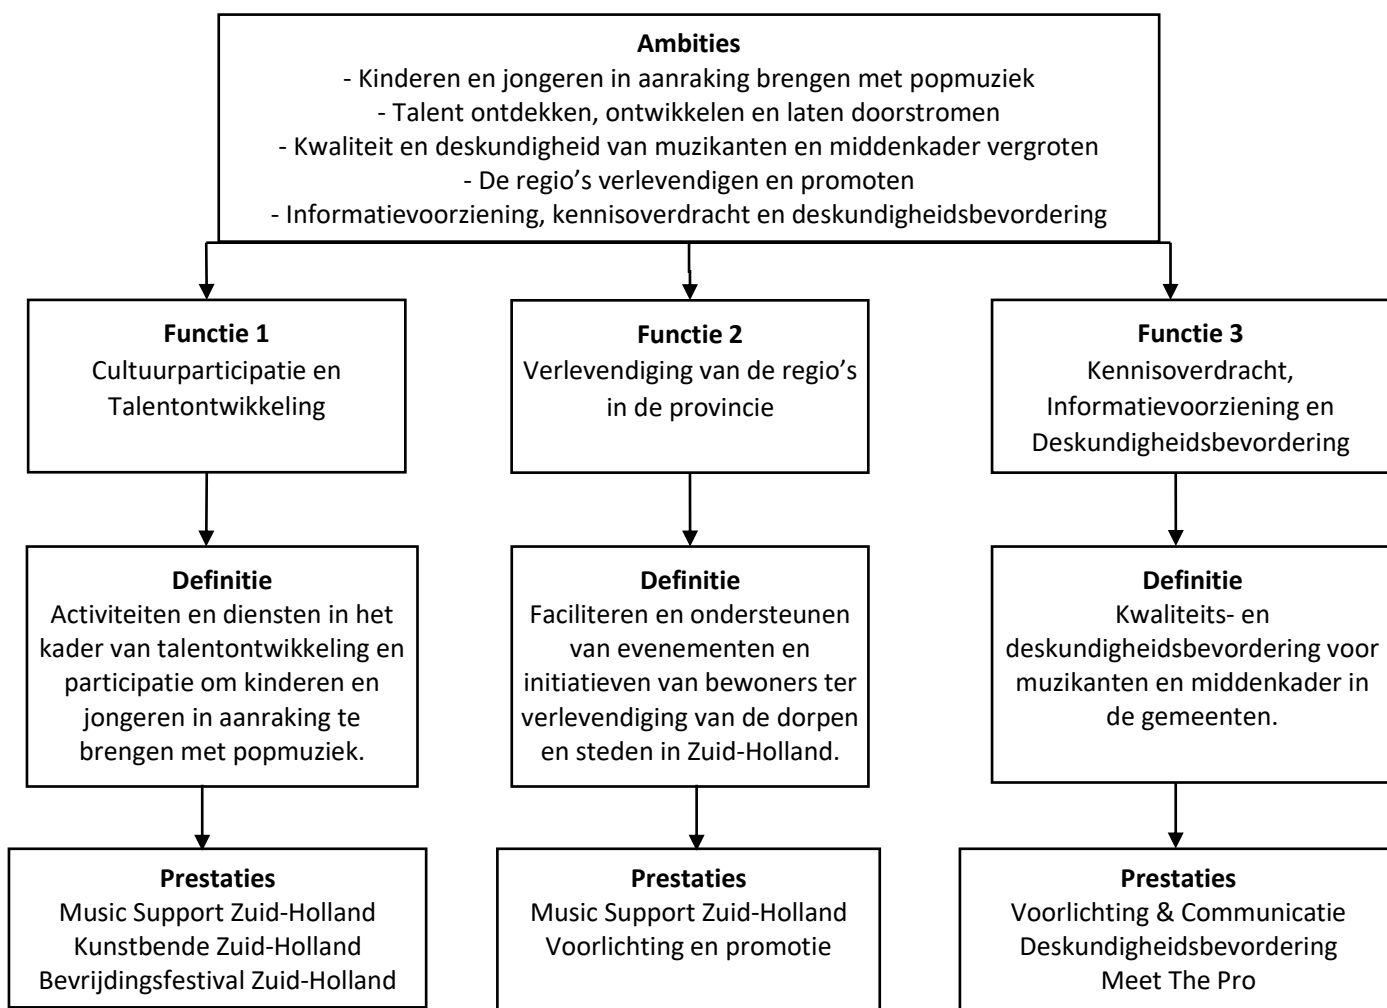 Ambities
- Kinderen en jongeren in aanraking brengen met popmuziek
- Talent ontdekken, ontwikkelen en laten doorstromen
- Kwaliteit en deskundigheid van muzikanten en middenkader vergroten
- De regio’s verlevendigen en promoten
- Informatievoorziening, kennisoverdracht en deskundigheidsbevordering
Functie 1
Cultuurparticipatie en
Talentontwikkeling
Functie 2
Verlevendiging van de regio’s
in de provincie
Functie 3
Kennisoverdracht,
Informatievoorziening en
Deskundigheidsbevordering
Definitie
Activiteiten en diensten in het
kader van talentontwikkeling en
participatie om kinderen en
jongeren in aanraking te
brengen met popmuziek.
Definitie
Faciliteren en ondersteunen
van evenementen en
initiatieven van bewoners ter
verlevendiging van de dorpen
en steden in Zuid-Holland.
Definitie
Kwaliteits- en
deskundigheidsbevordering voor
muzikanten en middenkader in
de gemeenten.
Prestaties
Music Support Zuid-Holland
Kunstbende Zuid-Holland
Bevrijdingsfestival Zuid-Holland
Prestaties
Music Support Zuid-Holland
Voorlichting en promotie
Prestaties
Voorlichting & Communicatie
Deskundigheidsbevordering
Meet The Pro